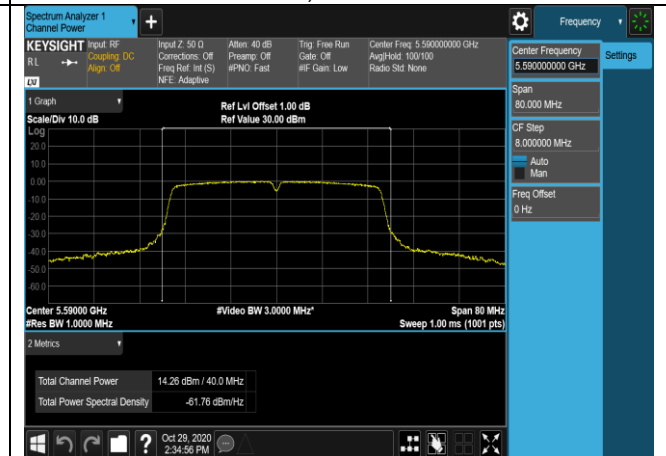 Spectrum Analyzer 1
Channel Power
Frequency
KEYSIGHT Input: RF Input Z: 50 Ω Atten: 40 dB Trig: Free Run Center Freq: 5.590000000 GHz
RL Coupling: DC Corrections: Off Preamp: Off Gate: Off Avg|Hold: 100/100
Align: Off Freq Ref: Int (S) #PNO: Fast #IF Gain: Low Radio Std: None
LXI NFE: Adaptive
Center Frequency
5.590000000 GHz
Settings
Span
80.000 MHz
CF Step
8.000000 MHz
Auto
Man
Freq Offset
0 Hz
1 Graph
Ref Lvl Offset 1.00 dB
Scale/Div 10.0 dB Ref Value 30.00 dBm
Log
20.0
10.0
0.00
-10.0
-20.0
-30.0
-40.0
-50.0
-60.0
Center 5.59000 GHz #Video BW 3.0000 MHz* Span 80 MHz
#Res BW 1.0000 MHz Sweep 1.00 ms (1001 pts)
2 Metrics
Total Channel Power 14.26 dBm / 40.0 MHz
Total Power Spectral Density -61.76 dBm/Hz
? Oct 29, 2020
2:34:56 PM